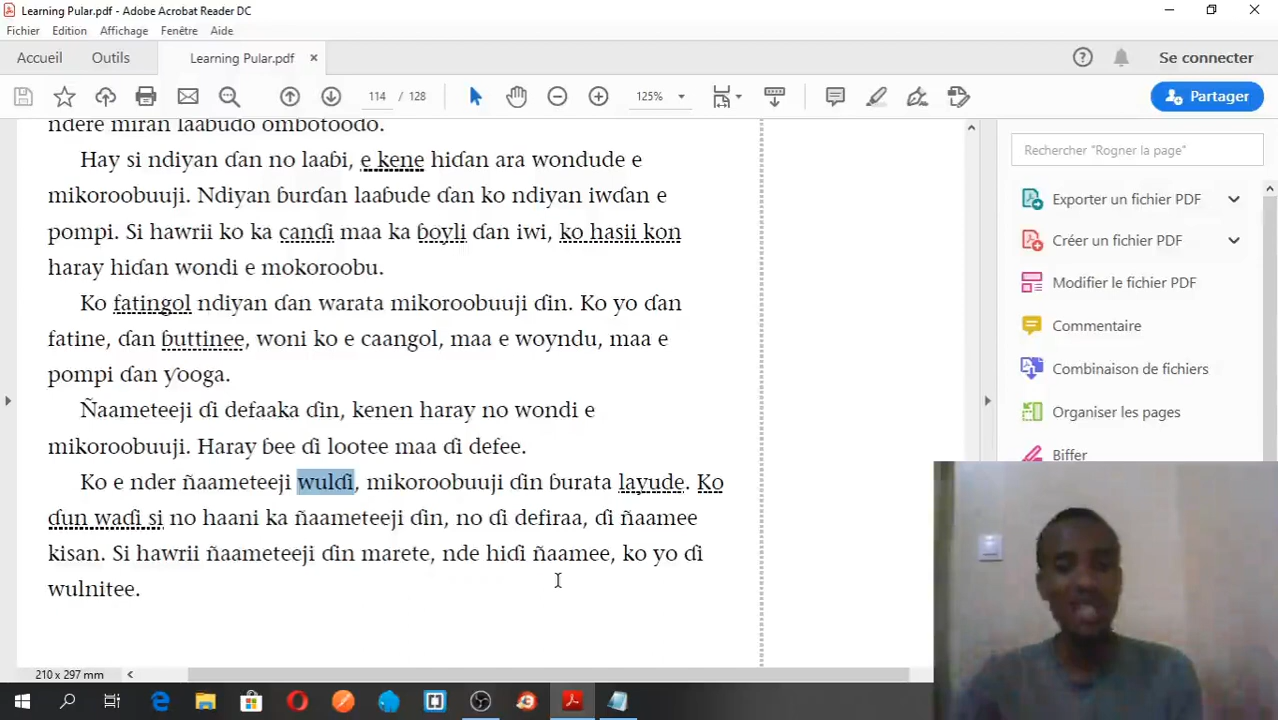 Learning Pular.pdf - Adobe Acrobat Reader DC
Fichier Edition Affichage Fenêtre Aide
Accueil Outils Learning Pular.pdf × Se connecter
114 / 128 125% Partager
ndere miran laaɓuɗo ombotooɗo.
Hay si ndiyan ɗan no laaɓi, e kene hiɗan ara wondude e
mikoroobuuji. Ndiyan ɓurɗan laaɓude ɗan ko ndiyan iwɗan e
pompi. Si hawrii ko ka canɗi maa ka ɓoyli ɗan iwi, ko hasii kon
haray hiɗan wondi e mokoroobu.
Ko fatingol ndiyan ɗan warata mikoroobuuji ɗin. Ko yo ɗan
fatine, ɗan ɓuttinee, woni ko e caangol, maa e woyndu, maa e
pompi ɗan ƴooga.
Ñaameteeji ɗi defaaka ɗin, kenen haray no wondi e
mikoroobuuji. Haray ɓee ɗi lootee maa ɗi defee.
Ko e nder ñaameteeji wulɗi, mikoroobuuji ɗin ɓurata layude. Ko
ɗun waɗi si no haani ka ñaameteeji ɗin, no ɗi defiraa, ɗi ñaamee
kisan. Si hawrii ñaameteeji ɗin marete, nde hiɗi ñaamee, ko yo ɗi
wulnitee.
210 x 297 mm
Rechercher "Rogner la page"
Exporter un fichier PDF
Créer un fichier PDF
Modifier le fichier PDF
Commentaire
Combinaison de fichiers
Organiser les pages
Biffer